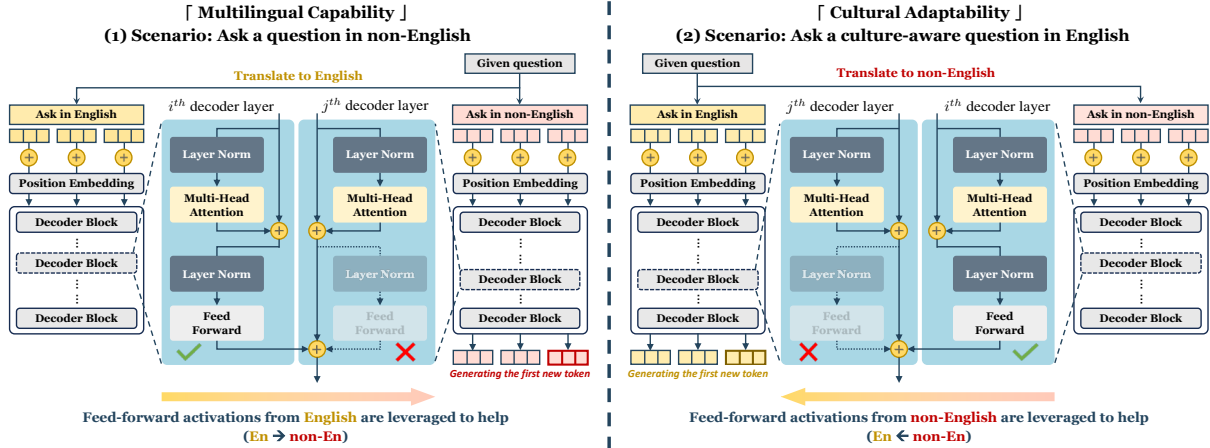 「 Multilingual Capability 」
(1) Scenario: Ask a question in non-English
Given question
Translate to English
Ask in English
i^th decoder layer
j^th decoder layer
Ask in non-English
+
+
+
Layer Norm
Layer Norm
+
+
+
Position Embedding
Multi-Head
Attention
Multi-Head
Attention
Position Embedding
Decoder Block
+
+
Decoder Block
Decoder Block
Layer Norm
Layer Norm
Decoder Block
Decoder Block
Feed
Forward
Feed
Forward
Decoder Block
+
Generating the first new token
Feed-forward activations from English are leveraged to help
(En → non-En)
「 Cultural Adaptability 」
(2) Scenario: Ask a culture-aware question in English
Given question
Translate to non-English
Ask in English
j^th decoder layer
i^th decoder layer
Ask in non-English
+
+
+
Layer Norm
Layer Norm
+
+
+
Position Embedding
Multi-Head
Attention
Multi-Head
Attention
Position Embedding
Decoder Block
+
+
Decoder Block
Decoder Block
Layer Norm
Layer Norm
Decoder Block
Decoder Block
Feed
Forward
Feed
Forward
Decoder Block
+
Generating the first new token
Feed-forward activations from non-English are leveraged to help
(En ← non-En)